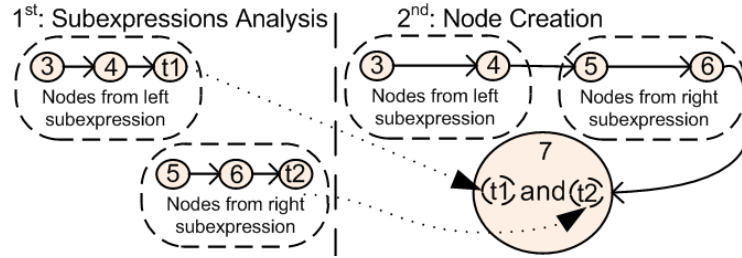 1st: Subexpressions Analysis
3 4 t1
Nodes from left
subexpression
5 6 t2
Nodes from right
subexpression
2nd: Node Creation
3 4 5 6
Nodes from left
subexpression
Nodes from right
subexpression
7
t1 and t2